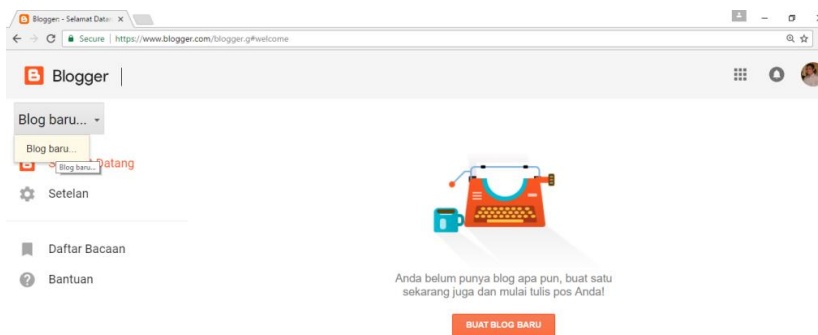 Blogger: - Selamat Datan
Secure | https://www.blogger.com/blogger.g#welcome
Blogger
Blog baru...
Blog baru...
Blog baru...
Datang
Setelan
Daftar Bacaan
Bantuan
Anda belum punya blog apa pun, buat satu
sekarang juga dan mulai tulis pos Anda!
BUAT BLOG BARU